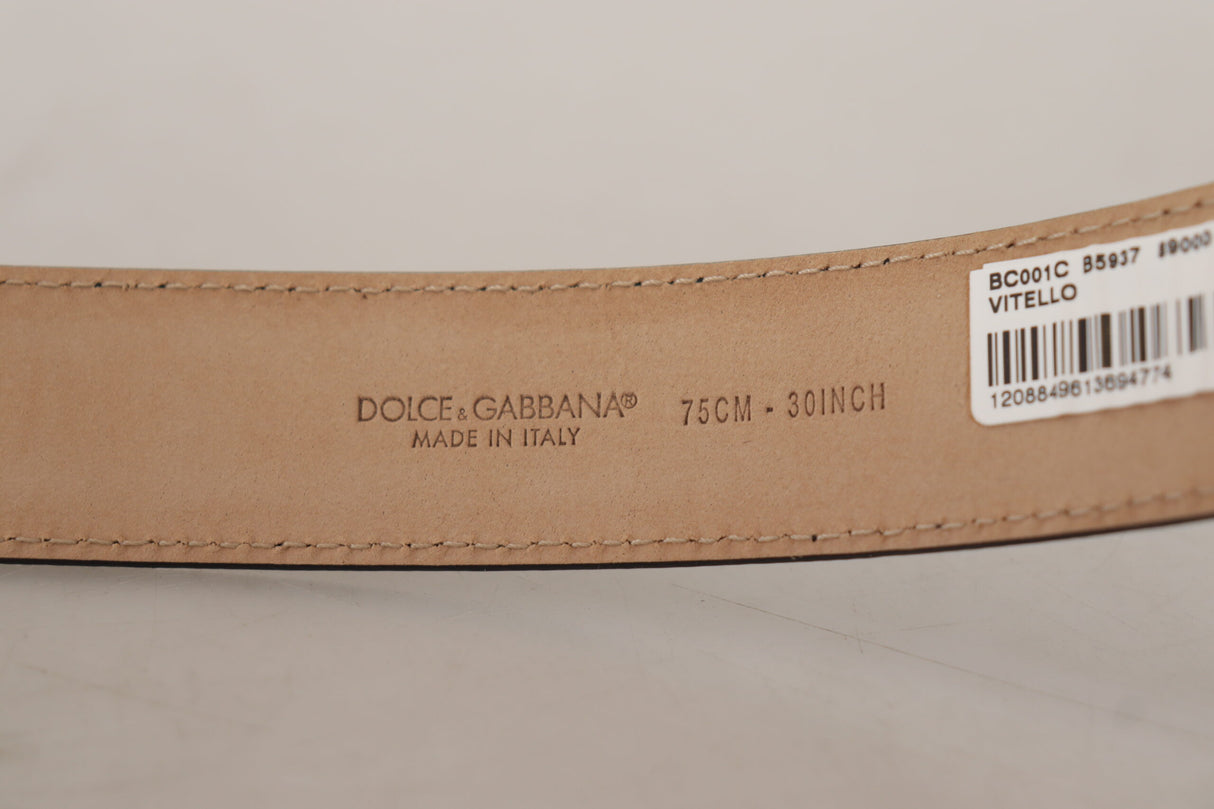 DOLCE & GABBANA®
MADE IN ITALY
75CM - 30INCH
BC001C B5937
VITELLO
1208849613694774